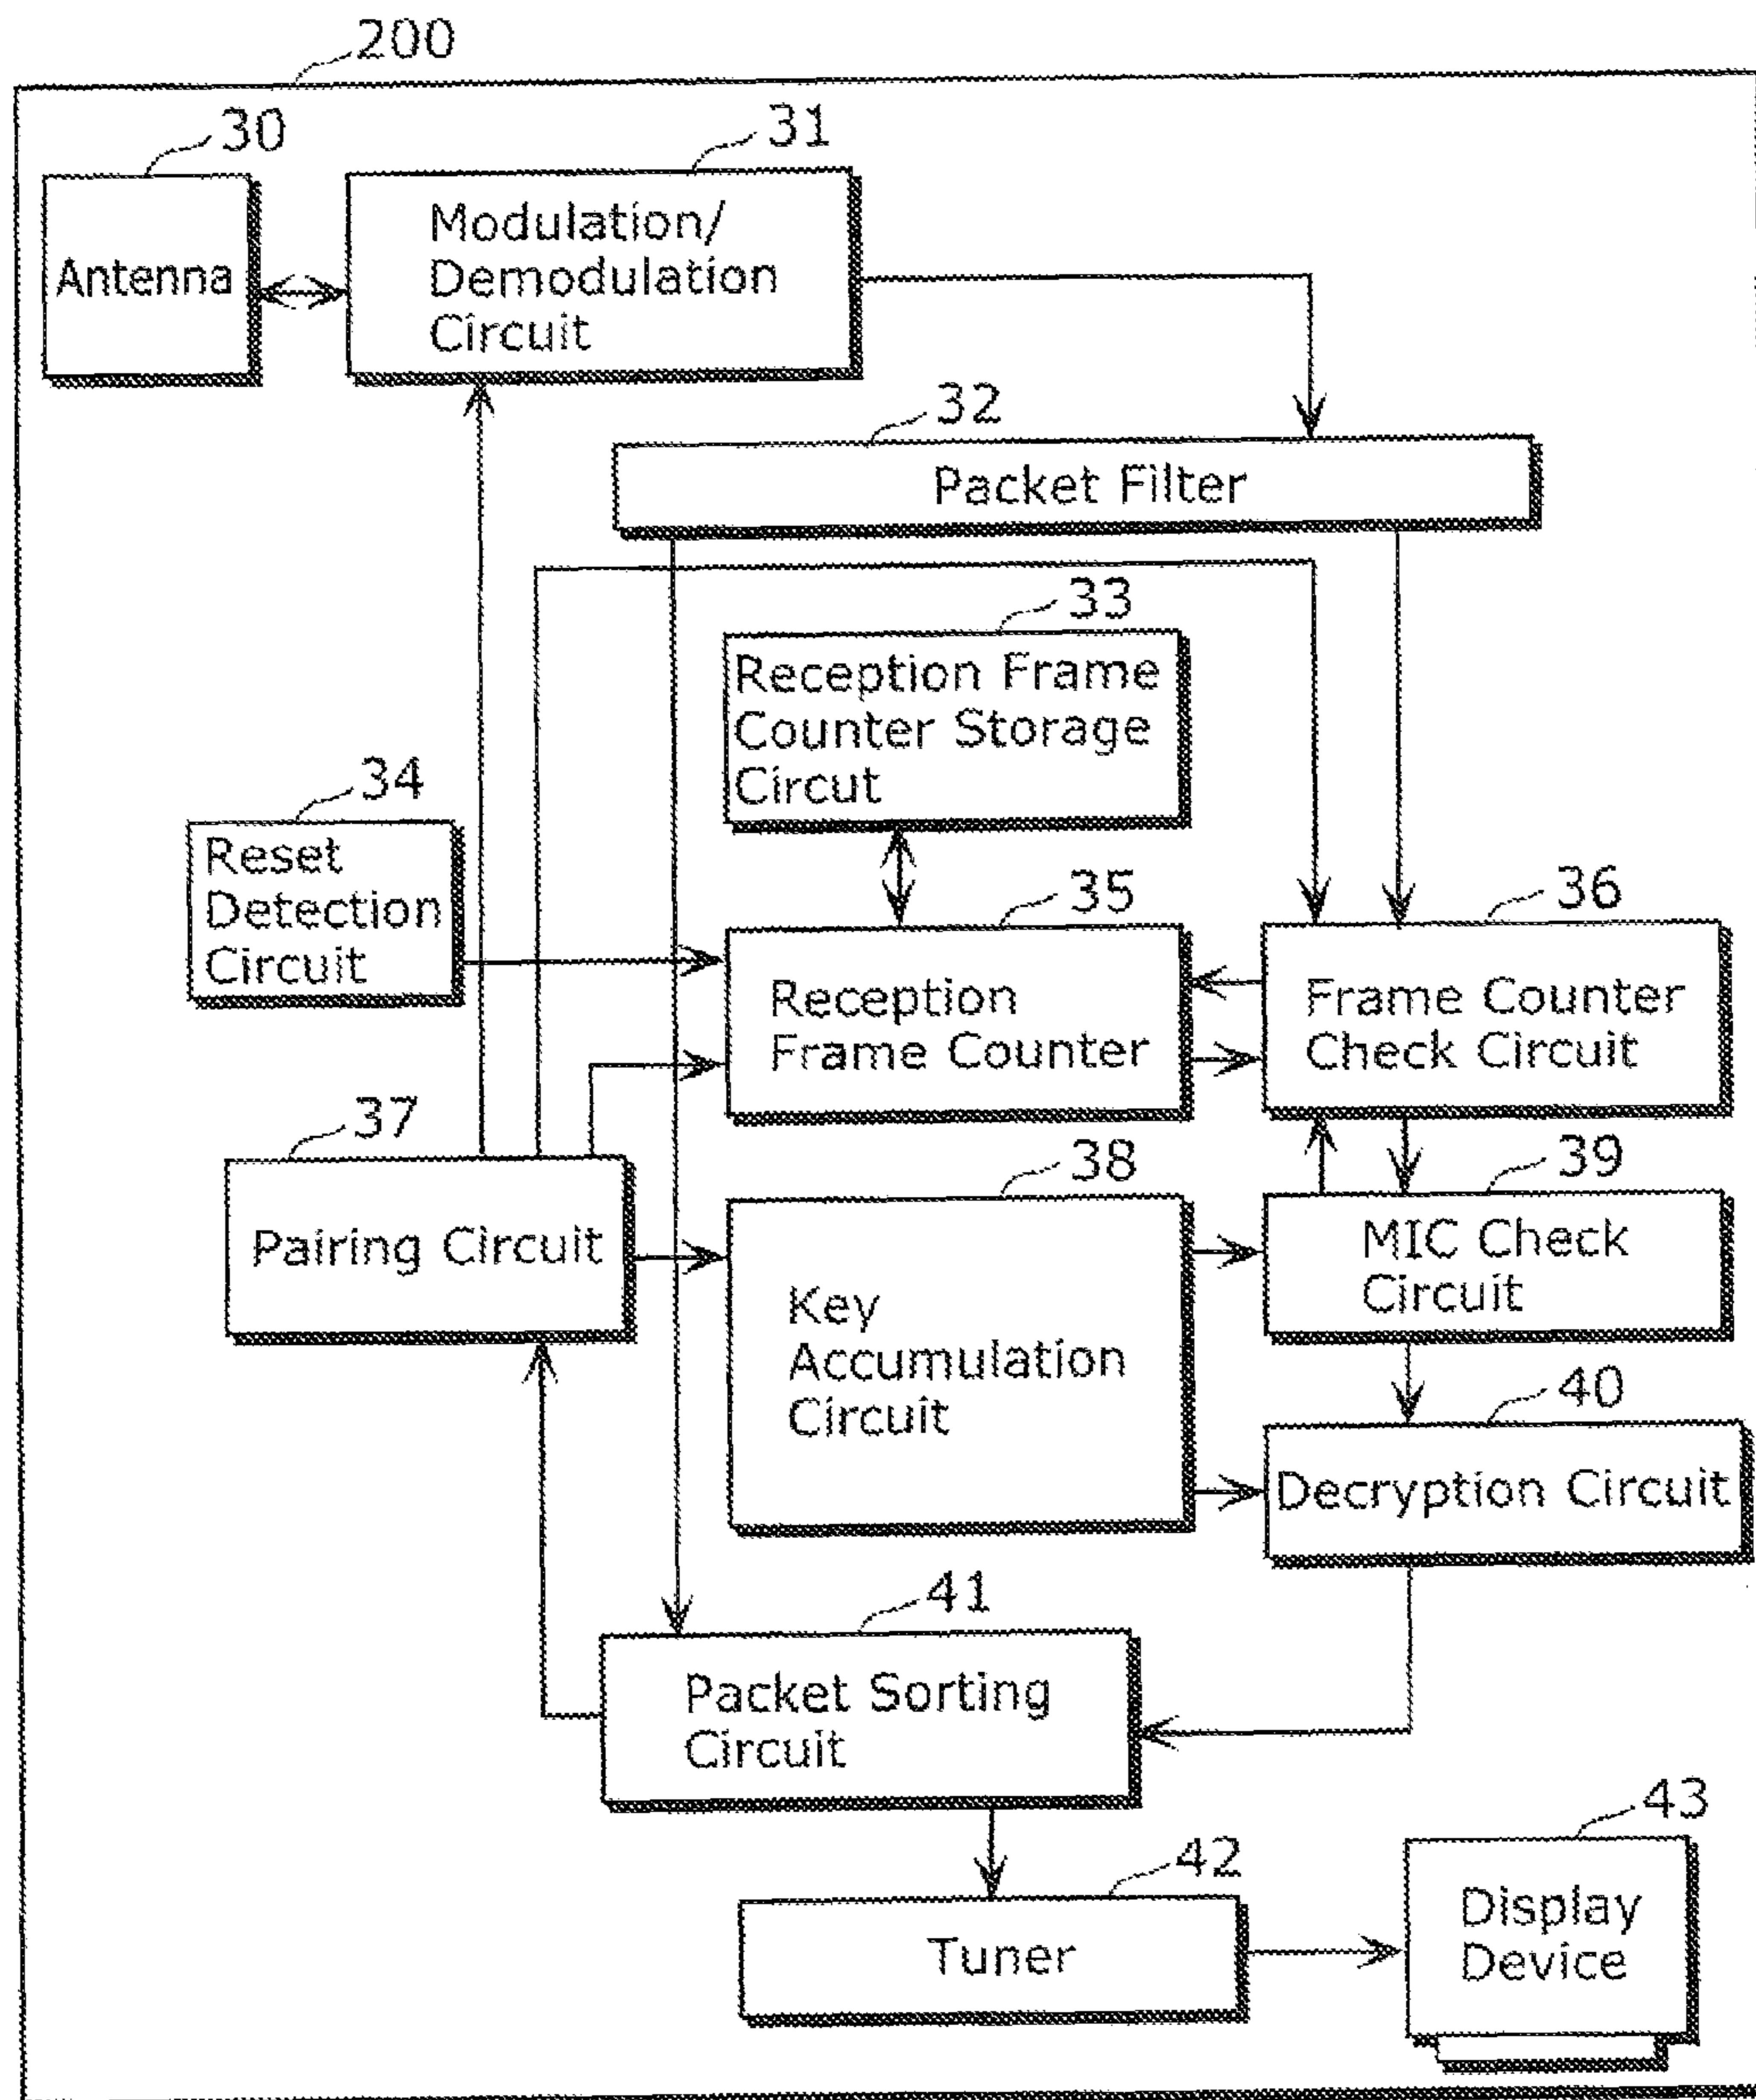 200
30
31
Antenna
Modulation/
Demodulation
Circuit
32
Packet Filter
33
Reception Frame
Counter Storage
Circut
34
Reset
Detection
Circuit
35
Reception
Frame Counter
36
Frame Counter
Check Circuit
37
Pairing Circuit
38
Key
Accumulation
Circuit
39
MIC Check
Circuit
40
Decryption Circuit
41
Packet Sorting
Circuit
42
Tuner
43
Display
Device